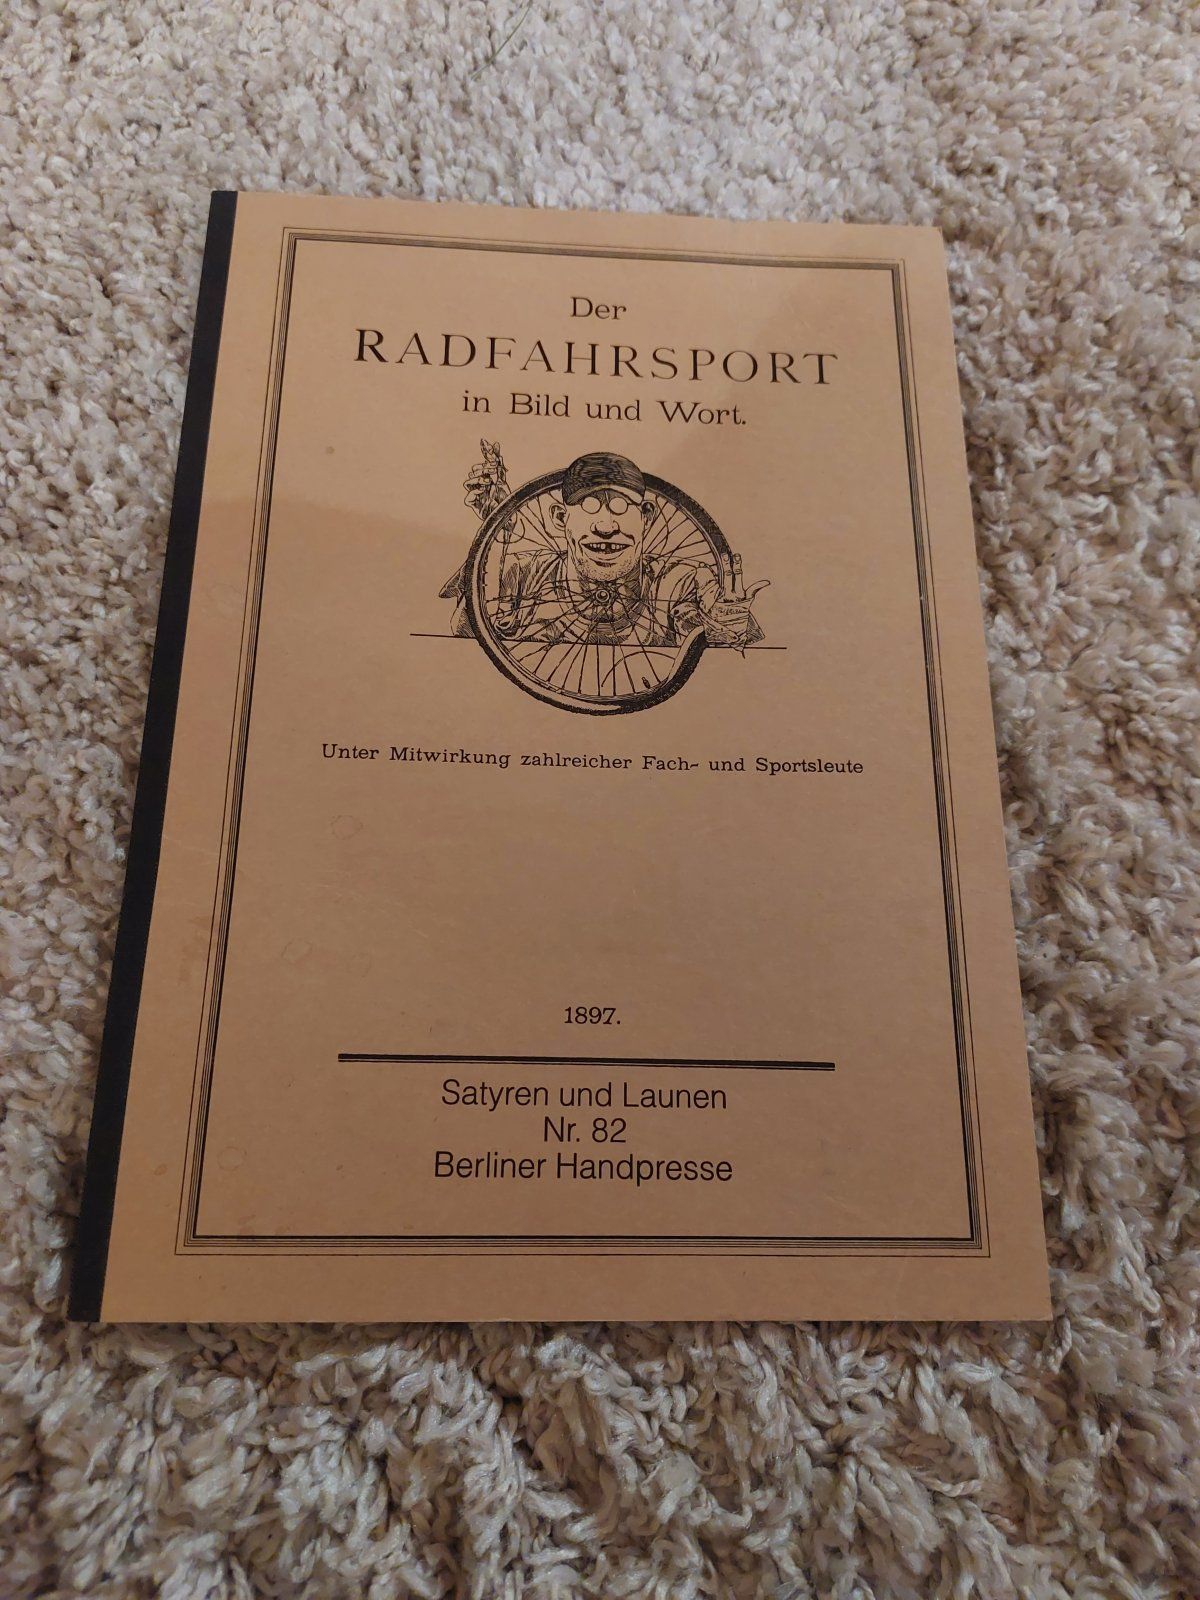 Der
RADFAHRSPORT
in Bild und Wort.
Unter Mitwirkung zahlreicher Fach- und Sportsleute
1897.
Satyren und Launen
Nr. 82
Berliner Handpresse